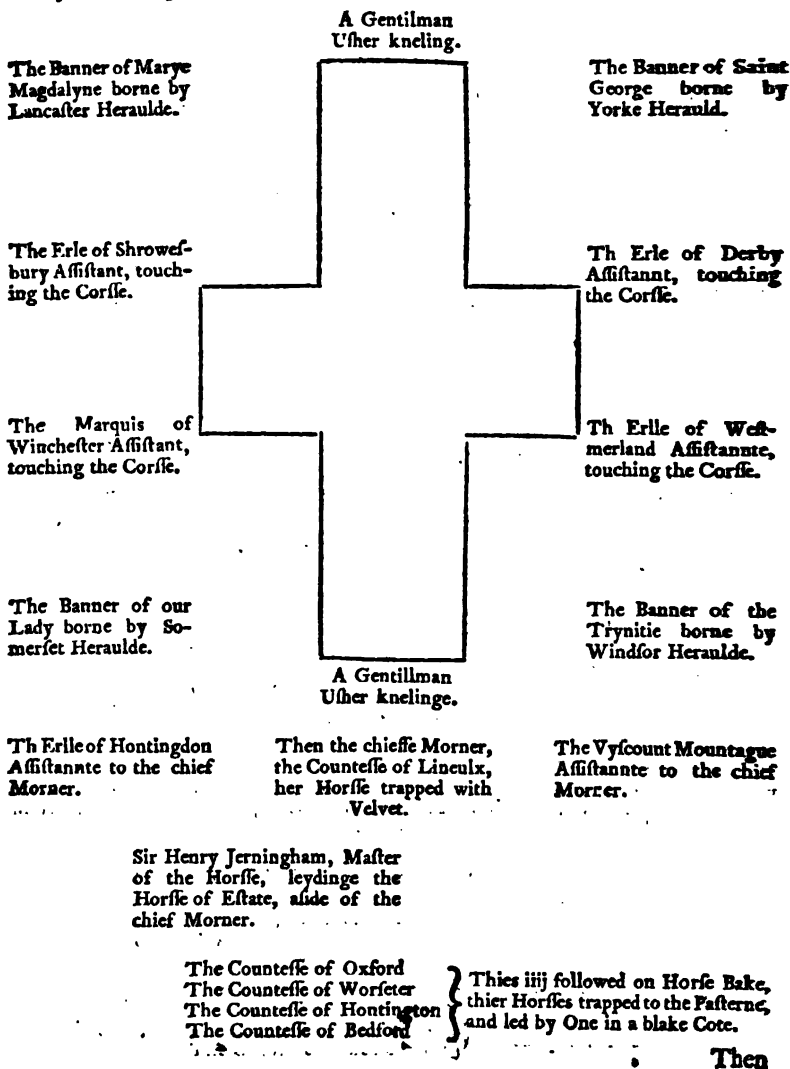 A Gentilman
Uſher kneling.
The Banner of Marye
Magdalyne borne by
Lancaſter Heraulde.
The Banner of Saint
George borne by
Yorke Herauld.
The Erle of Shroweſ-
bury Aſſiſtant, touch-
ing the Corſſe.
Th Erle of Derby
Aſſiſtannt, touching
the Corſſe.
The Marquis of
Wincheſter Aſſiſtant,
touching the Corſſe.
Th Erlle of Weſt-
merland Aſſiſtannte,
touching the Corſſe.
The Banner of our
Lady borne by So-
merſet Heraulde.
The Banner of the
Trynitie borne by
Windſor Heraulde.
A Gentillman
Uſher knelinge.
Th Erlle of Hontingdon
Aſſiſtannte to the chief
Morner.
Then the chieffe Morner,
the Counteſſe of Lineulx,
her Horſſe trapped with
Velvet.
The Vyſcount Mountague
Aſſiſtannte to the chief
Morner.
Sir Henry Jerningham, Maſter
of the Horſſe, leydinge the
Horſſe of Eſtate, aſide of the
chief Morner.
The Counteſſe of Oxford
The Counteſſe of Worſeter
The Counteſſe of Hontington
The Counteſſe of Bedford
Thies iiij followed on Horſe Bake,
thier Horſſes trapped to the Paſterne,
and led by One in a blake Cote.
Then